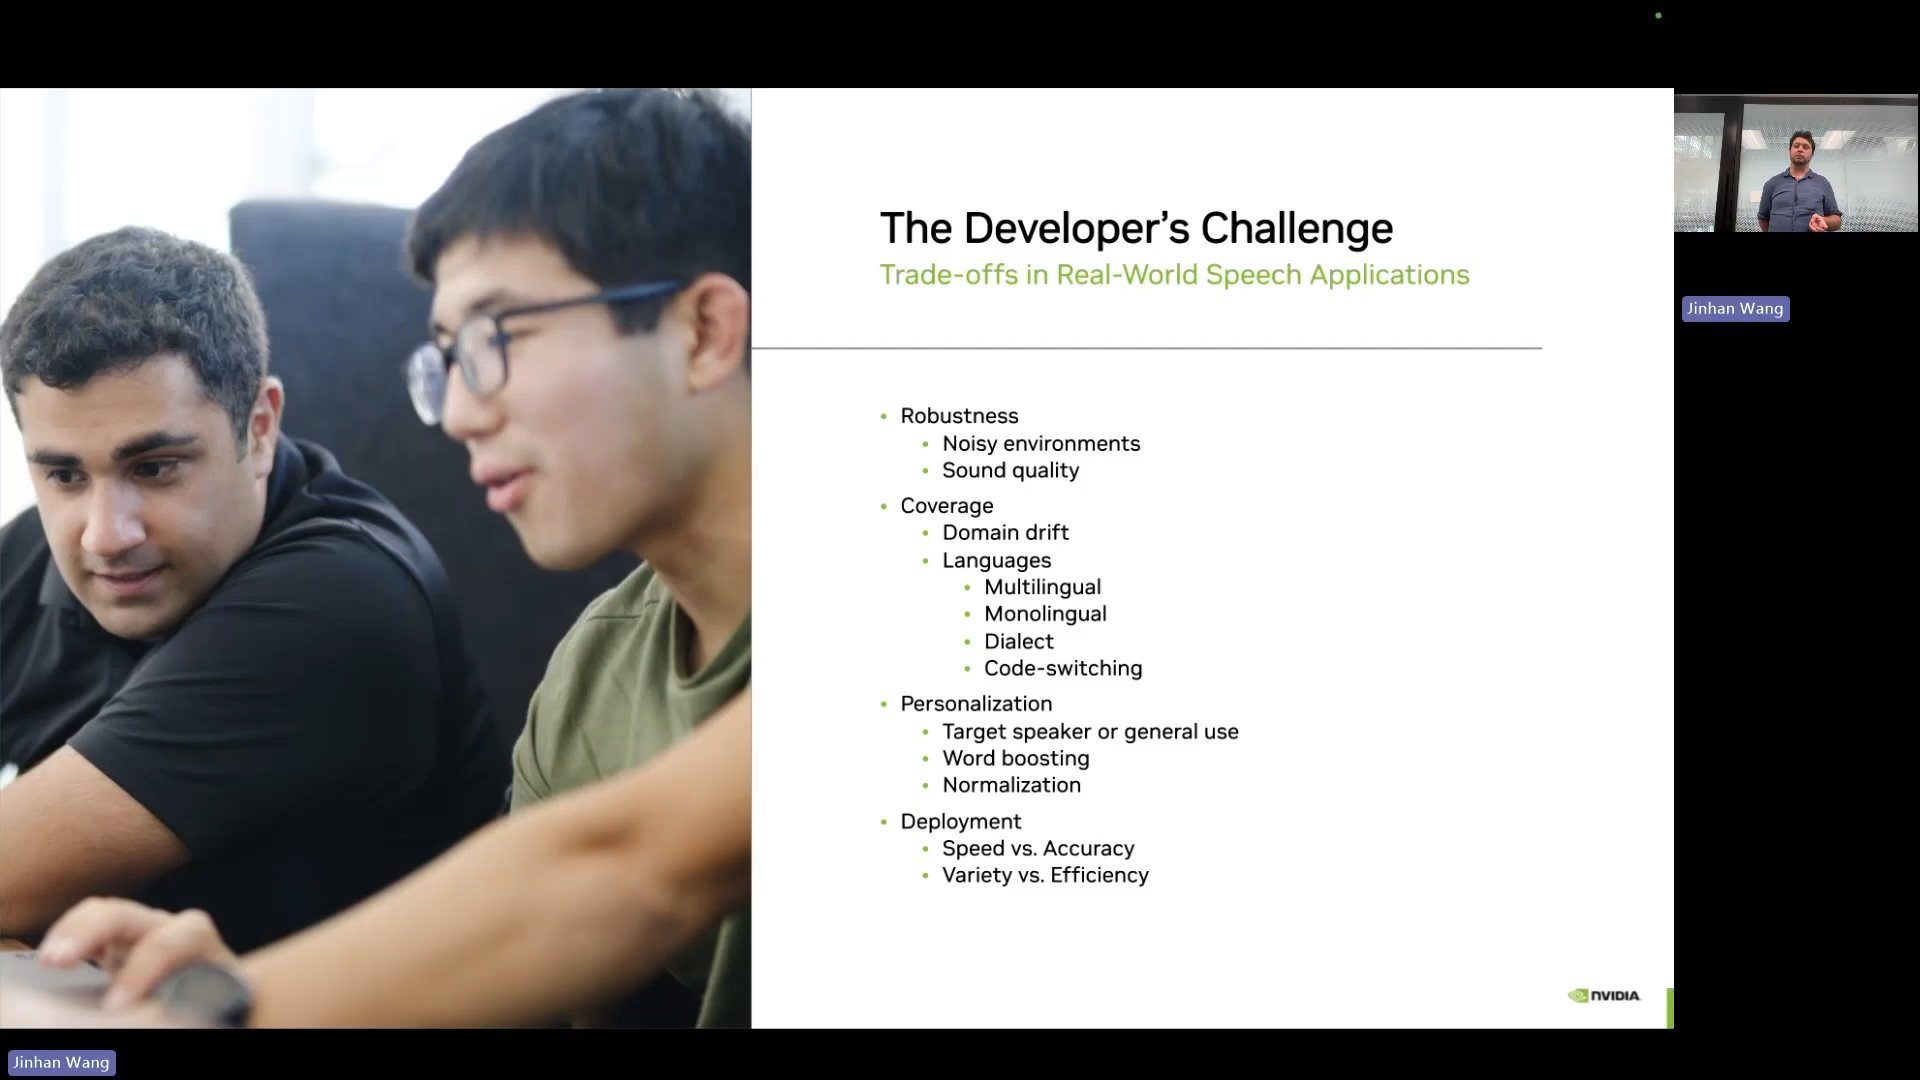 The Developer's Challenge
Trade-offs in Real-World Speech Applications
• Robustness
• Noisy environments
• Sound quality
• Coverage
• Domain drift
• Languages
• Multilingual
• Monolingual
• Dialect
• Code-switching
• Personalization
• Target speaker or general use
• Word boosting
• Normalization
• Deployment
• Speed vs. Accuracy
• Variety vs. Efficiency
NVIDIA
Jinhan Wang
Jinhan Wang